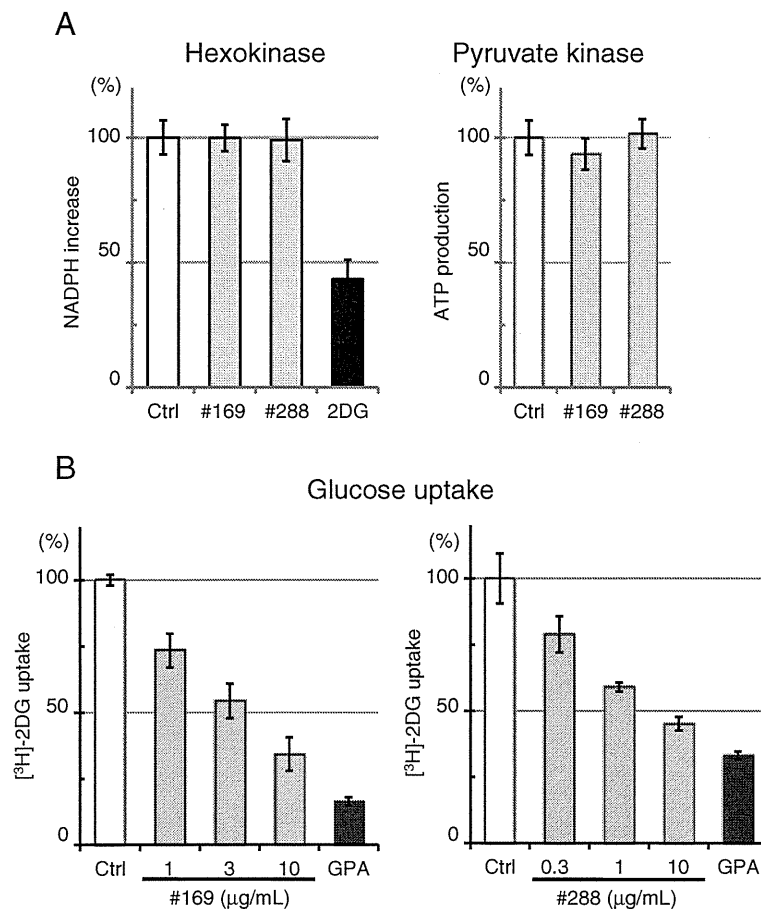 A
Hexokinase
(%)
100
50
0
NADPH increase
Ctrl #169 #288 2DG
Pyruvate kinase
(%)
100
50
0
ATP production
Ctrl #169 #288
B
Glucose uptake
(%)
100
50
0
[³H]-2DG uptake
Ctrl 1 3 10 GPA
#169 (µg/mL)
(%)
100
50
0
[³H]-2DG uptake
Ctrl 0.3 1 10 GPA
#288 (µg/mL)